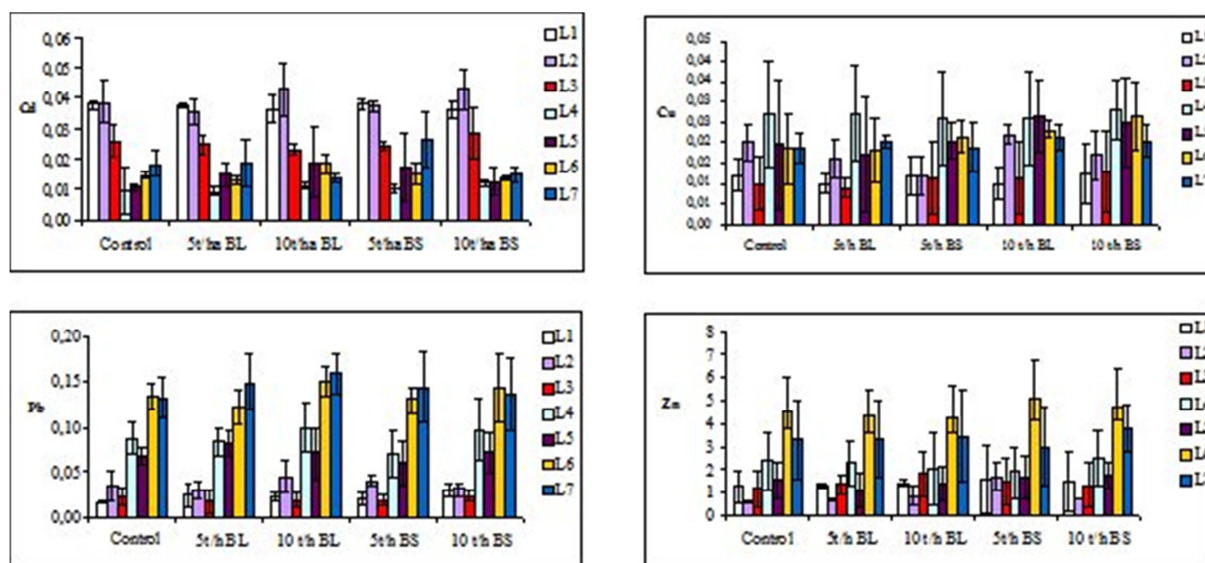 0,06
0,05
0,04
0,03
0,02
0,01
0,00
Control 5t/ha BL 10t/ha BL 5t/ha BS 10t/ha BS
L1
L2
L3
L4
L5
L6
L7
0,05
0,04
0,04
0,03
0,03
0,02
0,02
0,01
0,01
0,00
Control 5t/h BL 5t/h BS 10 t/h BL 10 t/h BS
Pb
0,20
0,15
0,10
0,05
0,00
Control 5t/h BL 10 t/h BL 5t/h BS 10 t/h BS
L1
L2
L3
L4
L5
L6
L7
Zn
8
7
6
5
4
3
2
1
0
Control 5t/h BL 10 t/h BL 5t/h BS 10 t/h BS